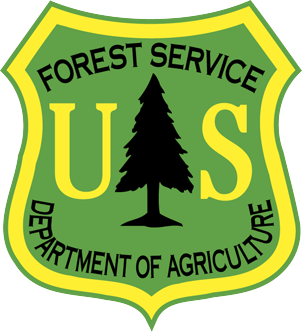 FOREST SERVICE
U S
DEPARTMENT OF AGRICULTURE